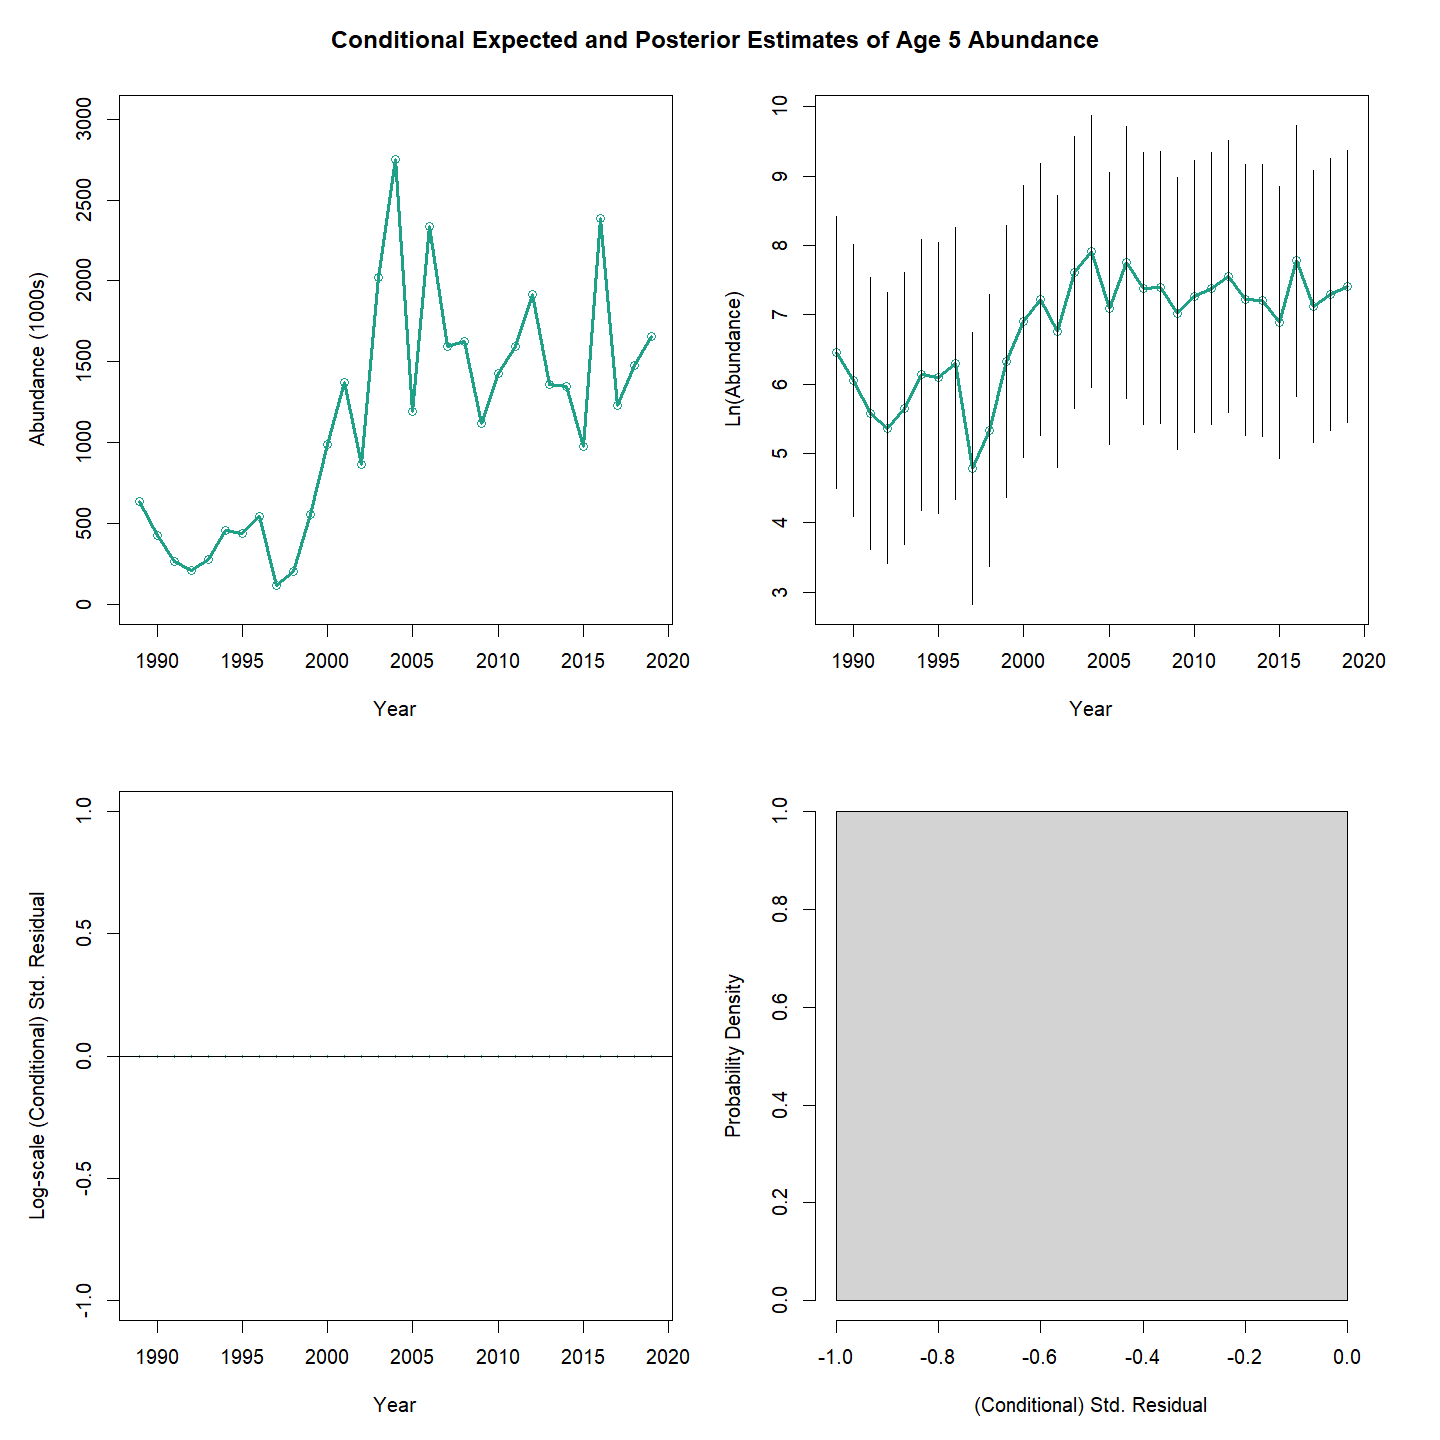 Conditional Expected and Posterior Estimates of Age 5 Abundance
Abundance (1000s)
3000
2500
2000
1500
1000
500
0
1990 1995 2000 2005 2010 2015 2020
Year
Ln(Abundance)
10
9
8
7
6
5
4
3
1990 1995 2000 2005 2010 2015 2020
Year
Log-scale (Conditional) Std. Residual
1.0
0.5
0.0
-0.5
-1.0
1990 1995 2000 2005 2010 2015 2020
Year
Probability Density
1.0
0.8
0.6
0.4
0.2
0.0
-1.0 -0.8 -0.6 -0.4 -0.2 0.0
(Conditional) Std. Residual